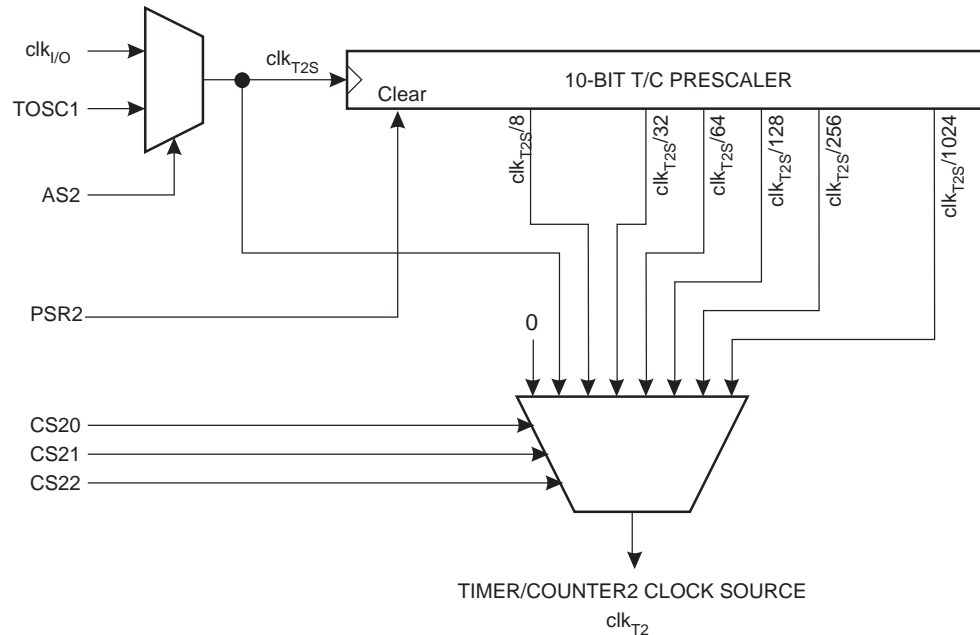 clkI/O
clkT2S
10-BIT T/C PRESCALER
TOSC1
Clear
clkT2S/8
clkT2S/32
clkT2S/64
clkT2S/128
clkT2S/256
clkT2S/1024
AS2
PSR2
0
CS20
CS21
CS22
TIMER/COUNTER2 CLOCK SOURCE
clkT2